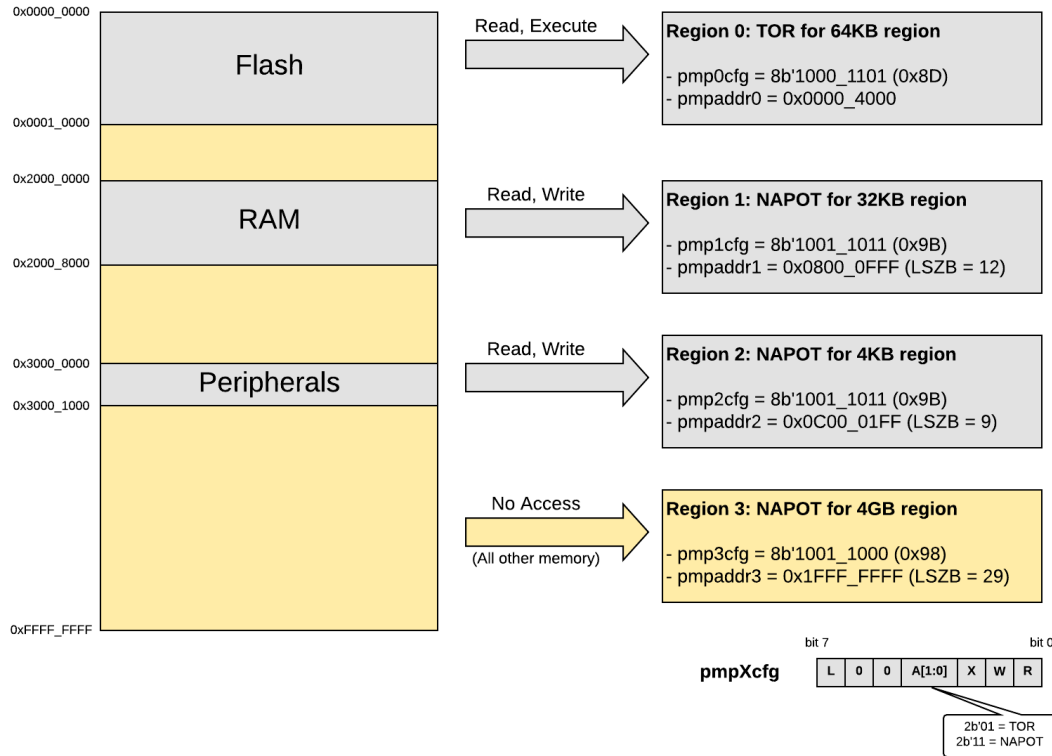 0x0000_0000
Flash
0x0001_0000
0x2000_0000
RAM
0x2000_8000
0x3000_0000
Peripherals
0x3000_1000
0xFFFF_FFFF
Read, Execute
Region 0: TOR for 64KB region
- pmp0cfg = 8b'1000_1101 (0x8D)
- pmpaddr0 = 0x0000_4000
Read, Write
Region 1: NAPOT for 32KB region
- pmp1cfg = 8b'1001_1011 (0x9B)
- pmpaddr1 = 0x0800_0FFF (LSZB = 12)
Read, Write
Region 2: NAPOT for 4KB region
- pmp2cfg = 8b'1001_1011 (0x9B)
- pmpaddr2 = 0x0C00_01FF (LSZB = 9)
No Access
(All other memory)
Region 3: NAPOT for 4GB region
- pmp3cfg = 8b'1001_1000 (0x98)
- pmpaddr3 = 0x1FFF_FFFF (LSZB = 29)
bit 7 bit 0
pmpXcfg
L 0 0 A[1:0] X W R
2b'01 = TOR
2b'11 = NAPOT